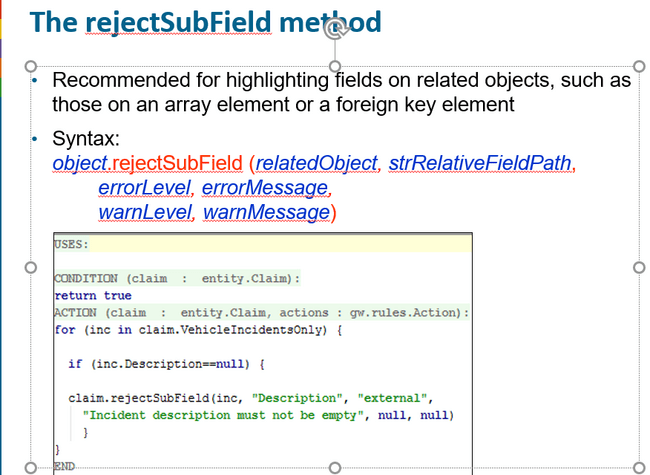 The rejectSubField method
• Recommended for highlighting fields on related objects, such as
those on an array element or a foreign key element
• Syntax:
object.rejectSubField (relatedObject, strRelativeFieldPath,
errorLevel, errorMessage,
warnLevel, warnMessage)
USES:
CONDITION (claim : entity.Claim):
return true
ACTION (claim : entity.Claim, actions : gw.rules.Action):
for (inc in claim.VehicleIncidentsOnly) {
if (inc.Description==null) {
claim.rejectSubField(inc, "Description", "external",
"Incident description must not be empty", null, null)
}
}
END